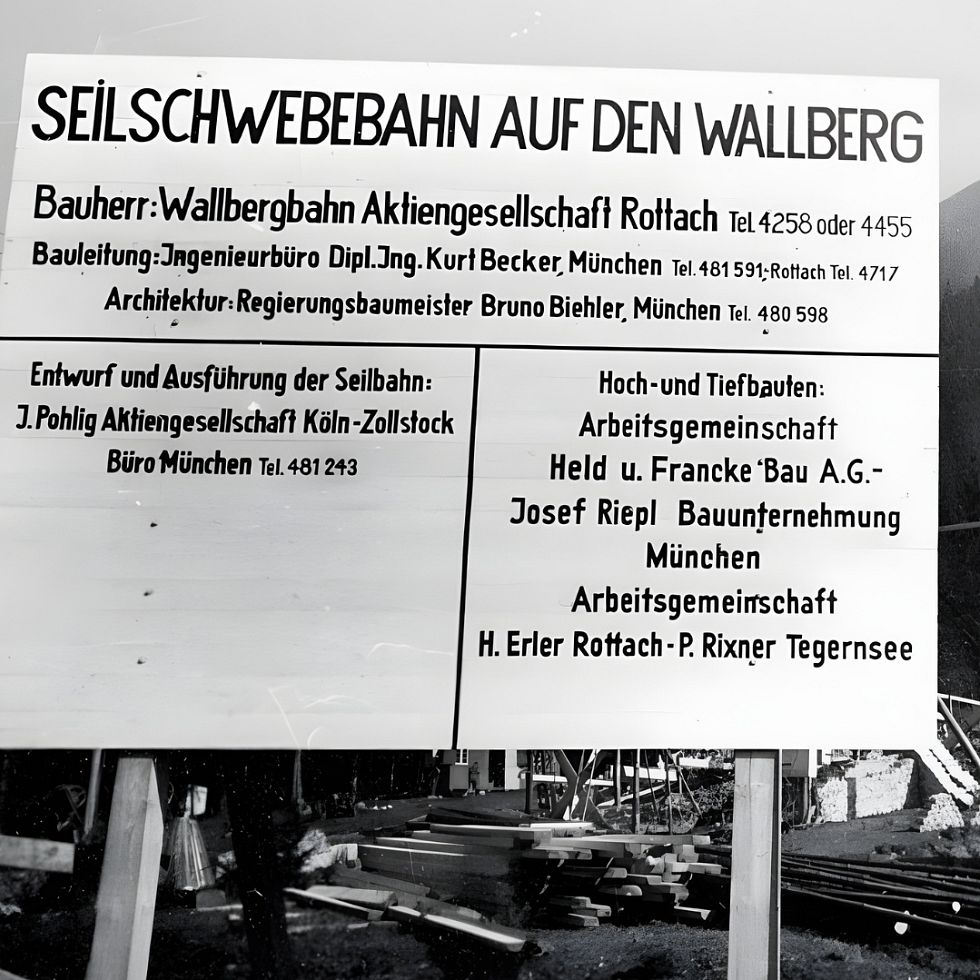 SEILSCHWEBEBAHN AUF DEN WALLBERG
Bauherr: Wallbergbahn Aktiengesellschaft Rottach Tel. 4258 oder 4455
Bauleitung: Ingenieurbüro Dipl. Ing. Kurt Becker, München Tel. 481 591,- Rottach Tel. 4717
Architektur: Regierungsbaumeister Bruno Biehler, München Tel. 480 598
Entwurf und Ausführung der Seilbahn:
J. Pohlig Aktiengesellschaft Köln-Zollstock
Büro München Tel. 481 243
Hoch-und Tiefbauten:
Arbeitsgemeinschaft
Held u. Francke Bau A.G.-
Josef Riepl Bauunternehmung
München
Arbeitsgemeinschaft
H. Erler Rottach-P. Rixner Tegernsee